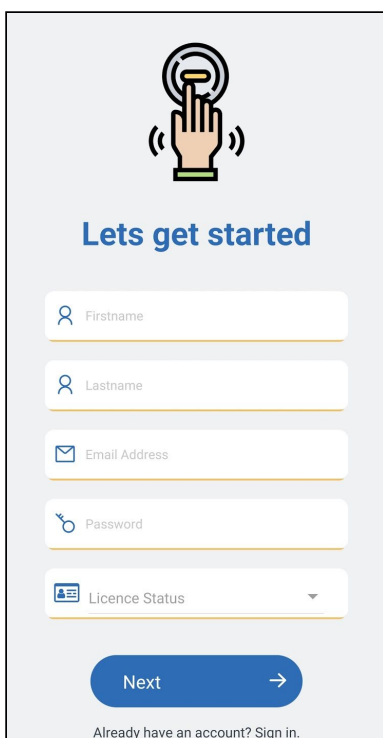 Lets get started
Firstname
Lastname
Email Address
Password
Licence Status
Next
Already have an account? Sign in.